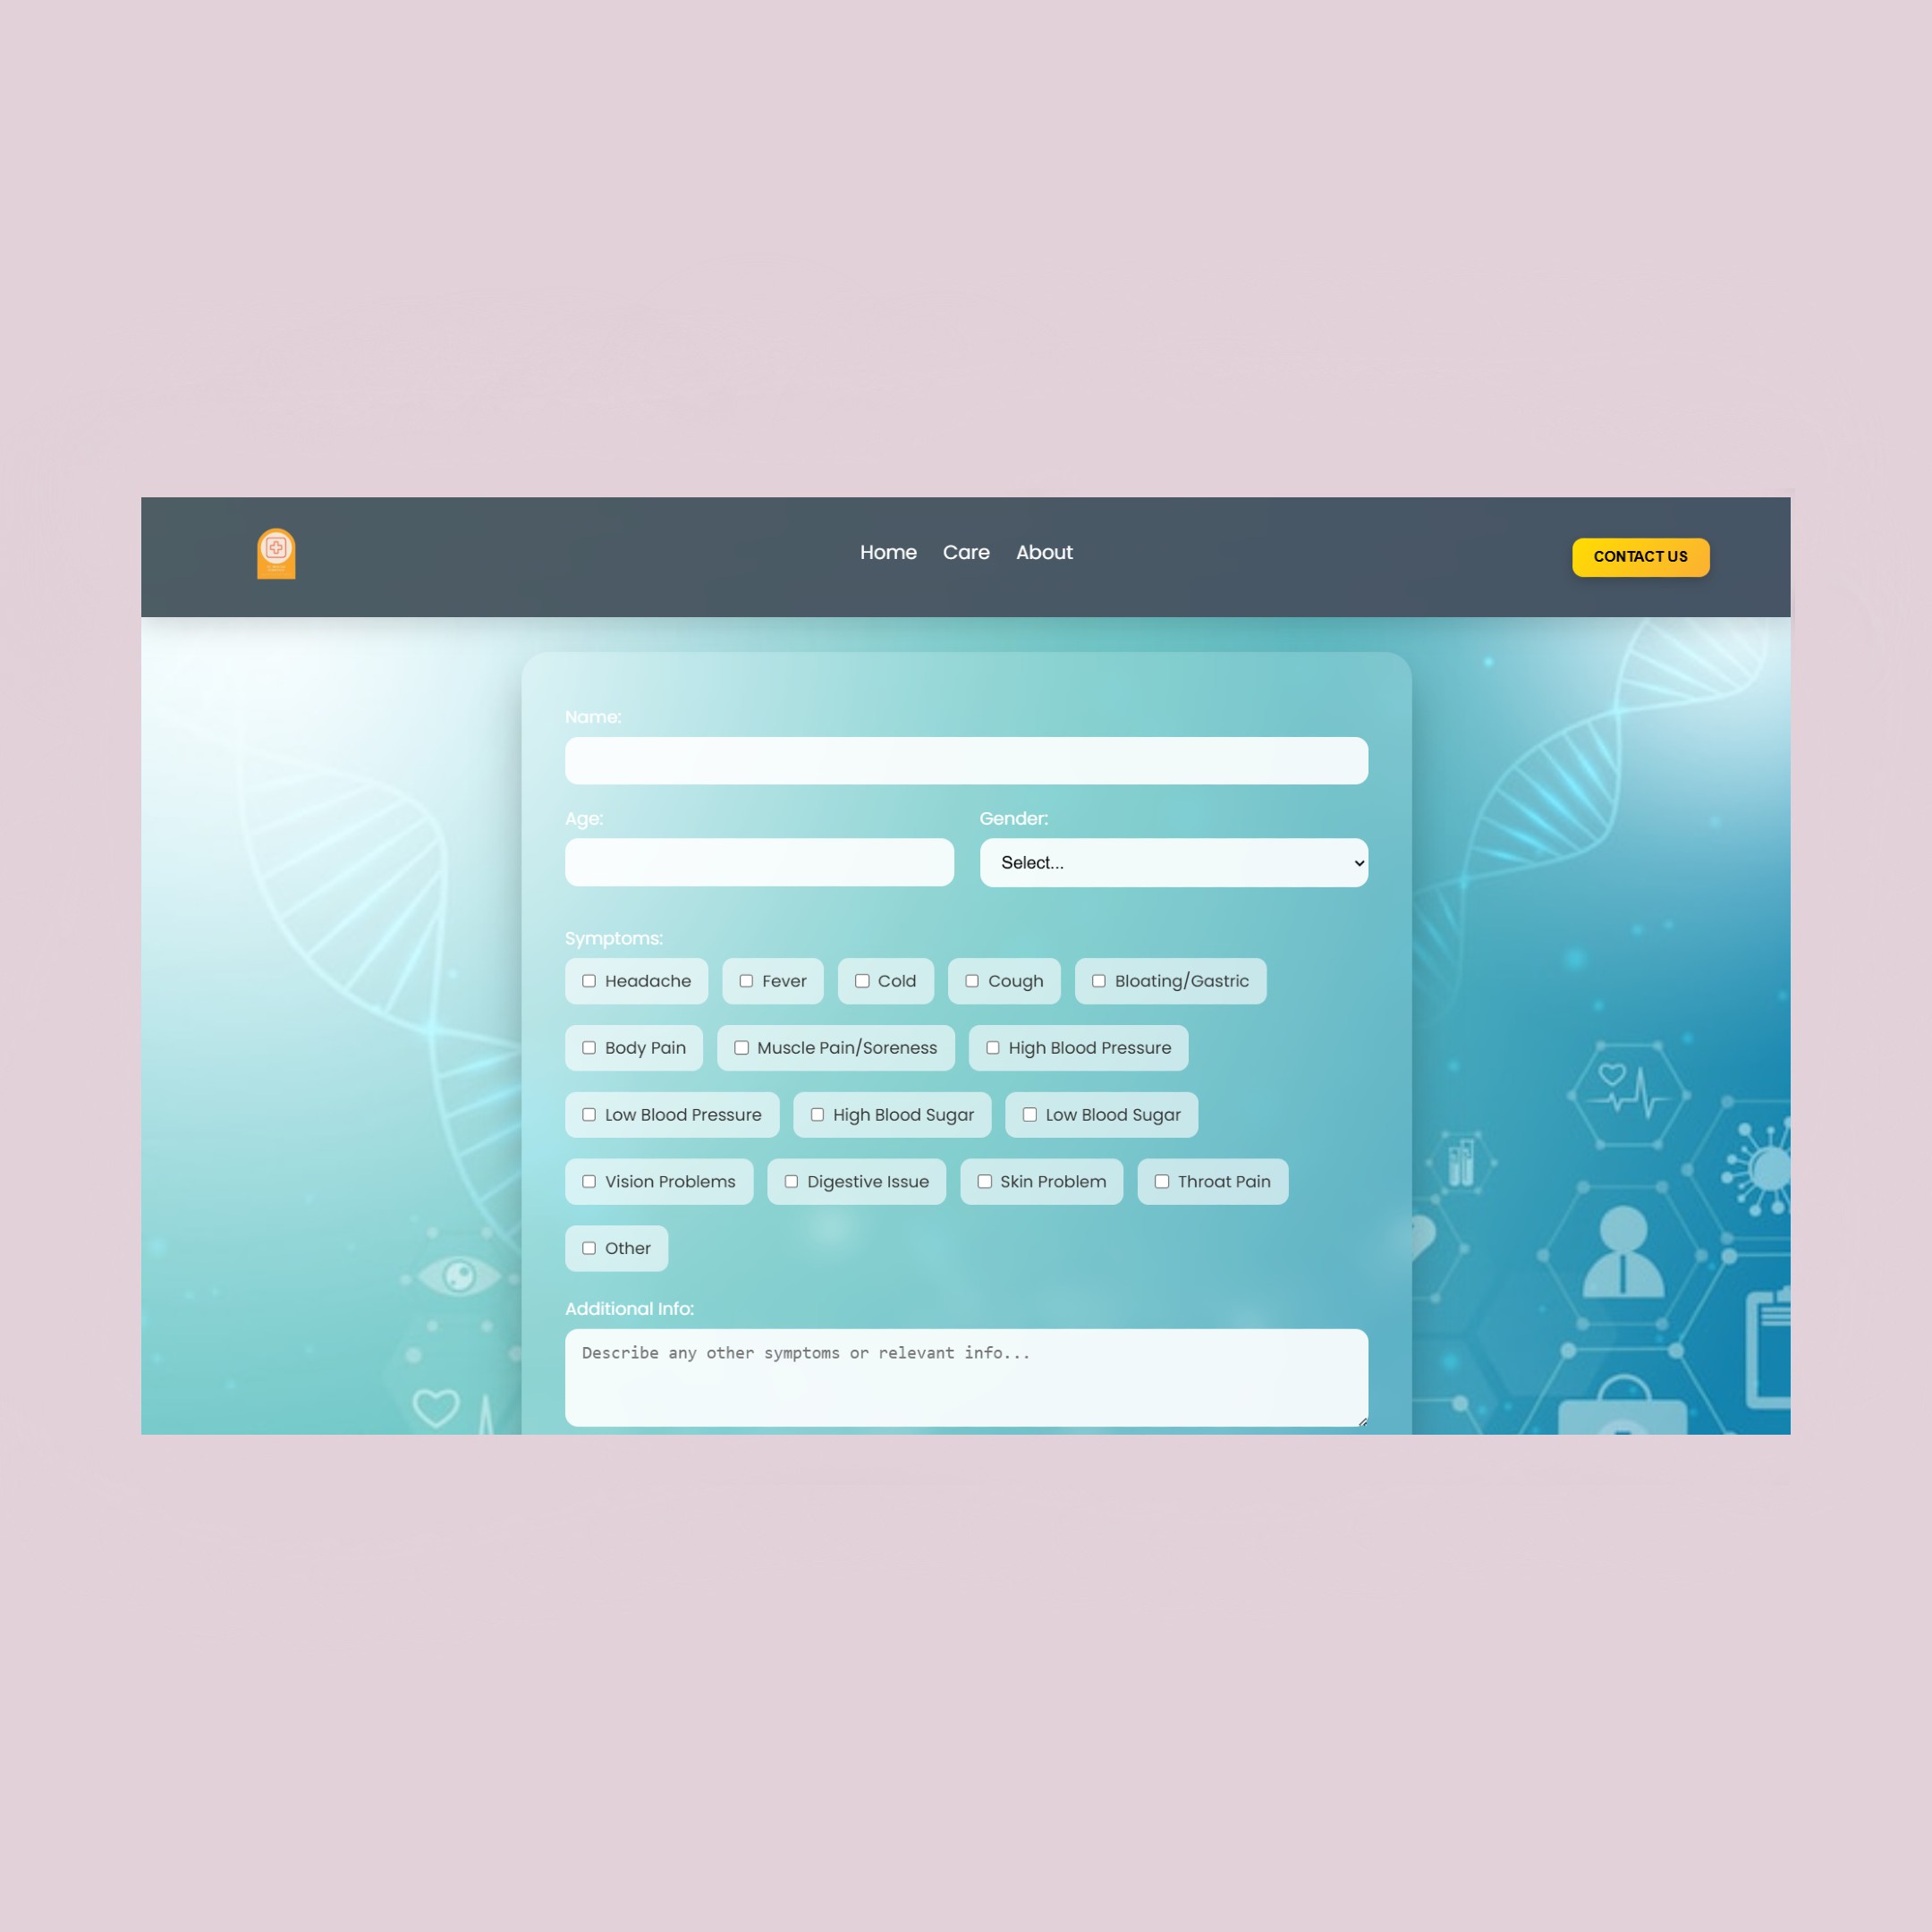 Home Care About
CONTACT US
Name:
Age: Gender:
Select...
Symptoms:
Headache Fever Cold Cough Bloating/Gastric
Body Pain Muscle Pain/Soreness High Blood Pressure
Low Blood Pressure High Blood Sugar Low Blood Sugar
Vision Problems Digestive Issue Skin Problem Throat Pain
Other
Additional Info:
Describe any other symptoms or relevant info...